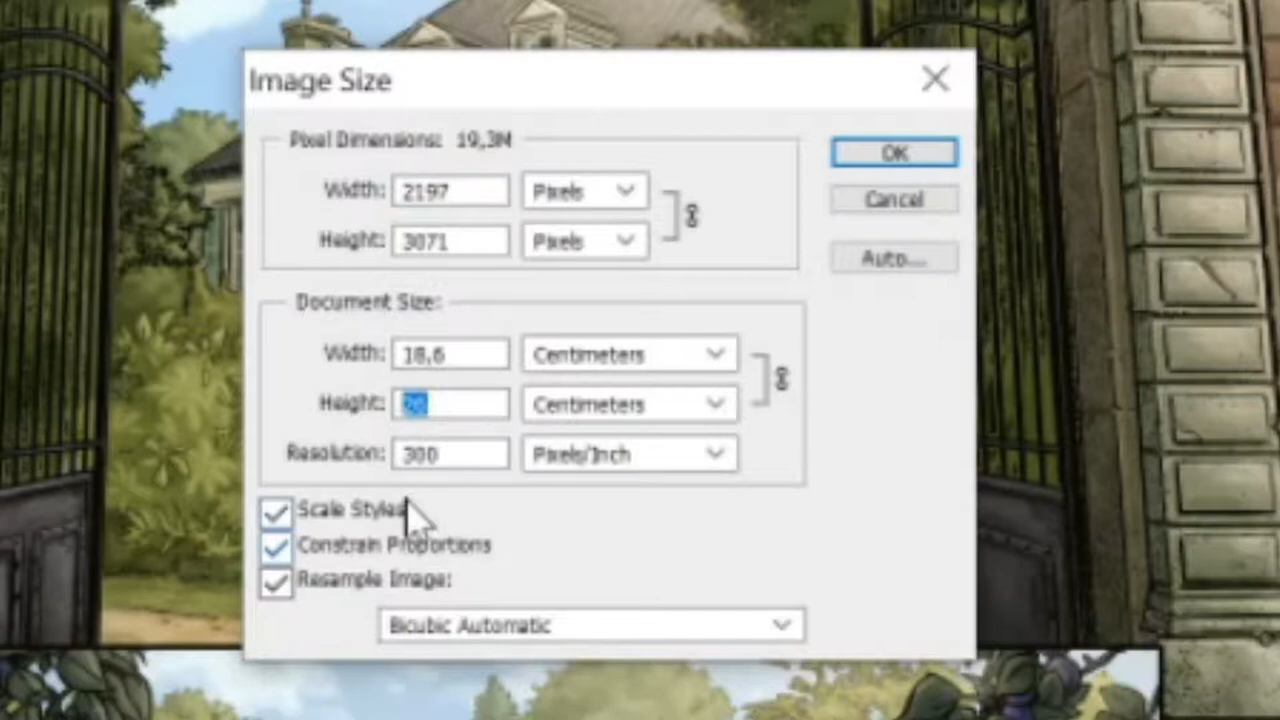 Image Size
Pixel Dimensions: 19,3M
OK
Width: 2197 Pixels
Cancel
Height: 3071 Pixels
Auto...
Document Size:
Width: 18,6 Centimeters
Height: 26 Centimeters
Resolution: 300 Pixels/Inch
Scale Styles
Constrain Proportions
Resample Image:
Bicubic Automatic